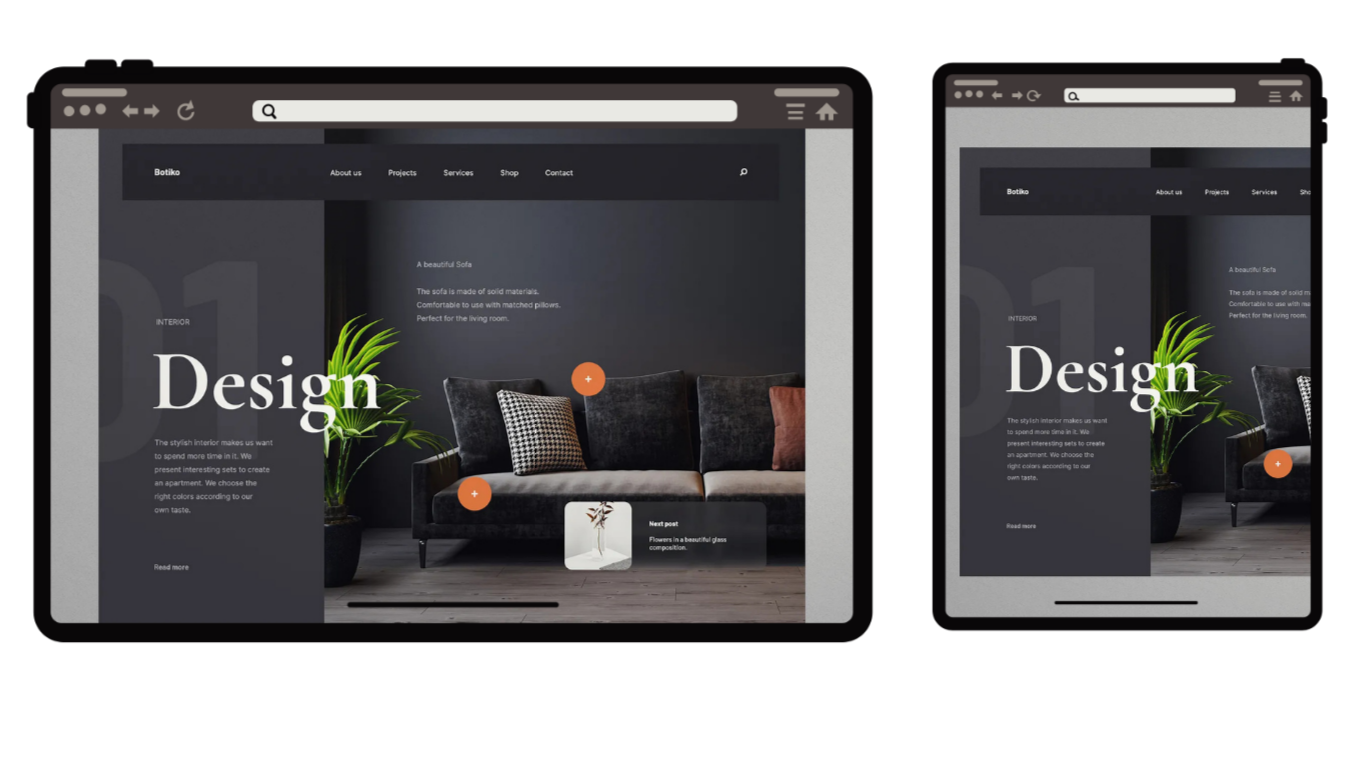 Botiko
About us Projects Services Shop Contact
01
A beautiful Sofa
The sofa is made of solid materials.
Comfortable to use with matched pillows.
Perfect for the living room.
INTERIOR
Design
The stylish interior makes us want
to spend more time in it. We
present interesting sets to create
an apartment. We choose the
right colors according to our
own taste.
Read more
Next post
Flowers in a beautiful glass
composition.
Botiko
About us Projects Services Sho
01
A beautiful Sofa
The sofa is made of solid m
Comfortable to use with ma
Perfect for the living room.
INTERIOR
Design
The stylish interior makes us want
to spend more time in it. We
present interesting sets to create
an apartment. We choose the
right colors according to our
own taste.
Read more